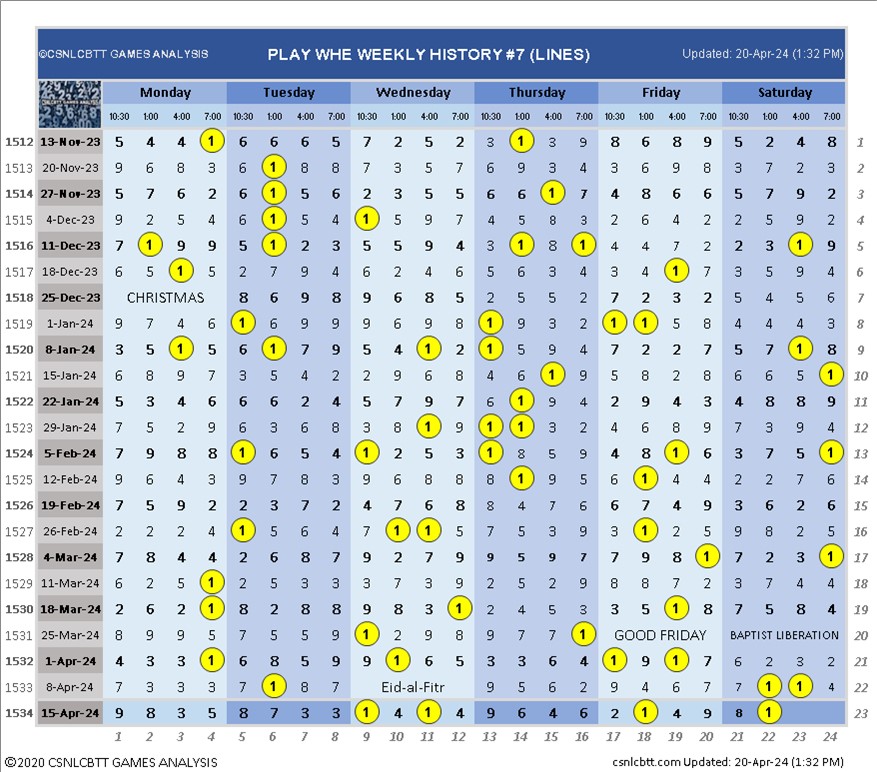 ©CSNLCBTT GAMES ANALYSIS PLAY WHE WEEKLY HISTORY #7 (LINES) Updated: 20-Apr-24 (1:32 PM)
Monday Tuesday Wednesday Thursday Friday Saturday
10:30 1:00 4:00 7:00 10:30 1:00 4:00 7:00 10:30 1:00 4:00 7:00 10:30 1:00 4:00 7:00 10:30 1:00 4:00 7:00 10:30 1:00 4:00 7:00
1512 13-Nov-23 5 4 4 1 6 6 6 5 7 2 5 2 3 1 3 9 8 6 8 9 5 2 4 8 1
1513 20-Nov-23 9 6 8 3 6 1 8 8 7 3 5 7 6 9 3 4 3 6 9 8 3 7 2 3 2
1514 27-Nov-23 5 7 6 2 6 1 5 6 2 3 5 5 6 6 1 7 4 8 6 6 5 7 9 2 3
1515 4-Dec-23 9 2 5 4 6 1 5 4 1 5 9 7 4 5 8 3 2 6 4 2 2 5 9 2 4
1516 11-Dec-23 7 1 9 9 5 1 2 3 5 5 9 4 3 1 8 1 4 4 7 2 2 3 1 9 5
1517 18-Dec-23 6 5 1 3 2 7 9 4 6 2 4 6 5 6 3 4 3 4 1 7 3 5 9 4 6
1518 25-Dec-23 CHRISTMAS 8 6 9 8 9 6 8 5 2 5 5 2 7 2 3 2 5 4 5 6 7
1519 1-Jan-24 9 7 4 6 1 6 9 9 9 6 9 8 1 9 3 2 1 1 5 8 4 4 4 3 8
1520 8-Jan-24 3 5 1 5 6 1 7 9 5 4 1 2 1 5 9 4 7 2 2 7 5 7 1 8 9
1521 15-Jan-24 6 8 9 7 3 5 4 2 2 9 6 8 4 6 1 9 5 8 2 8 6 6 5 1 10
1522 22-Jan-24 5 3 4 6 6 6 2 4 5 7 9 7 6 1 9 4 2 9 4 3 4 8 8 9 11
1523 29-Jan-24 7 5 2 9 6 3 6 8 3 8 1 9 1 1 3 2 4 6 8 9 7 3 9 4 12
1524 5-Feb-24 7 9 8 8 1 6 5 4 1 2 5 3 1 8 5 9 4 8 1 6 3 7 5 1 13
1525 12-Feb-24 9 6 4 3 9 7 8 3 9 6 8 8 8 1 9 5 6 1 4 4 2 2 7 6 14
1526 19-Feb-24 7 5 9 2 2 3 7 2 4 7 6 8 8 4 7 6 6 7 4 9 3 6 2 6 15
1527 26-Feb-24 2 2 2 4 1 5 6 4 7 1 1 5 7 5 9 3 3 1 2 5 9 8 2 5 16
1528 4-Mar-24 7 8 4 4 2 6 8 7 9 2 7 9 9 5 9 7 7 9 8 1 7 2 3 1 17
1529 11-Mar-24 6 2 5 1 2 5 3 3 3 7 3 9 2 5 2 9 8 8 7 2 3 7 4 4 18
1530 18-Mar-24 2 6 2 1 8 2 8 8 9 8 3 1 2 4 5 3 3 5 1 8 7 5 8 4 19
1531 25-Mar-24 8 9 9 5 7 5 5 9 1 2 9 8 9 7 7 1 GOOD FRIDAY BAPTIST LIBERATION 20
1532 1-Apr-24 4 3 3 1 6 8 5 9 9 1 6 5 3 3 6 4 1 9 1 7 6 2 3 2 21
1533 8-Apr-24 7 3 3 3 7 1 8 7 Eid-al-Fitr 9 5 6 2 9 4 6 7 7 1 1 4 22
1534 15-Apr-24 9 8 3 5 8 7 3 3 1 4 1 4 9 6 4 6 2 1 4 9 8 1 23
1 2 3 4 5 6 7 8 9 10 11 12 13 14 15 16 17 18 19 20 21 22 23 24
©2020 CSNLCBTT GAMES ANALYSIS csnlcbtt.com Updated: 20-Apr-24 (1:32 PM)